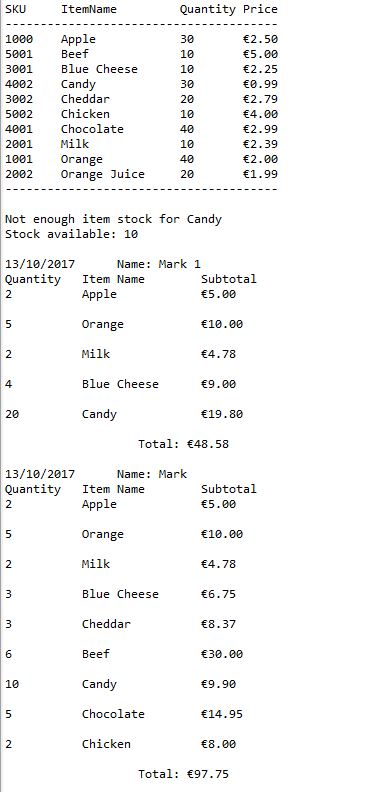 SKU ItemName Quantity Price
----------------------------------------
1000 Apple 30 €2.50
5001 Beef 10 €5.00
3001 Blue Cheese 10 €2.25
4002 Candy 30 €0.99
3002 Cheddar 20 €2.79
5002 Chicken 10 €4.00
4001 Chocolate 40 €2.99
2001 Milk 10 €2.39
1001 Orange 40 €2.00
2002 Orange Juice 20 €1.99
----------------------------------------
Not enough item stock for Candy
Stock available: 10
13/10/2017 Name: Mark 1
Quantity Item Name Subtotal
2 Apple €5.00
5 Orange €10.00
2 Milk €4.78
4 Blue Cheese €9.00
20 Candy €19.80
Total: €48.58
13/10/2017 Name: Mark
Quantity Item Name Subtotal
2 Apple €5.00
5 Orange €10.00
2 Milk €4.78
3 Blue Cheese €6.75
3 Cheddar €8.37
6 Beef €30.00
10 Candy €9.90
5 Chocolate €14.95
2 Chicken €8.00
Total: €97.75